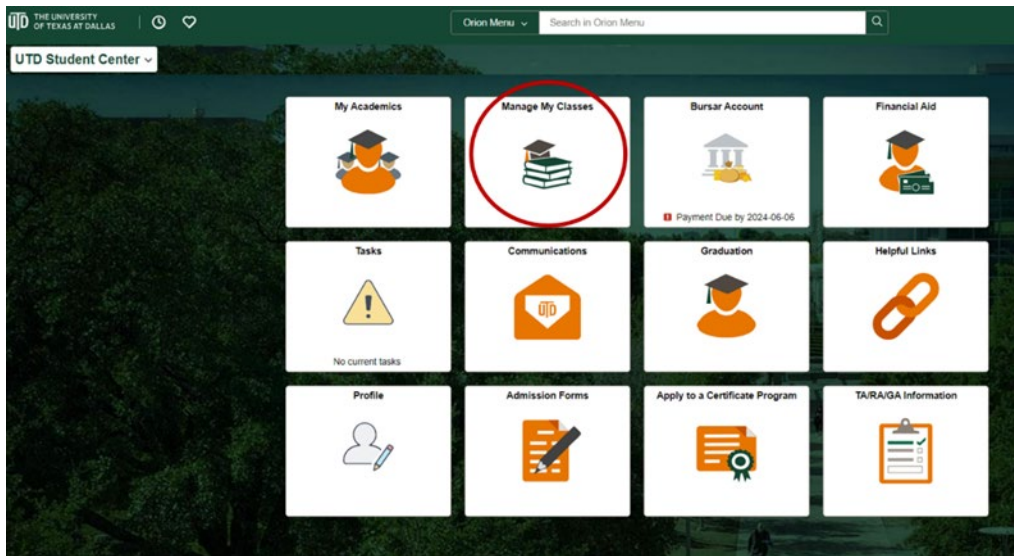 UTD THE UNIVERSITY
OF TEXAS AT DALLAS
Orion Menu
Search in Orion Menu
UTD Student Center
My Academics
Manage My Classes
Bursar Account
Payment Due by 2024-06-06
Financial Aid
Tasks
No current tasks
Communications
UTD
Graduation
Helpful Links
Profile
Admission Forms
Apply to a Certificate Program
TA/RA/GA Information